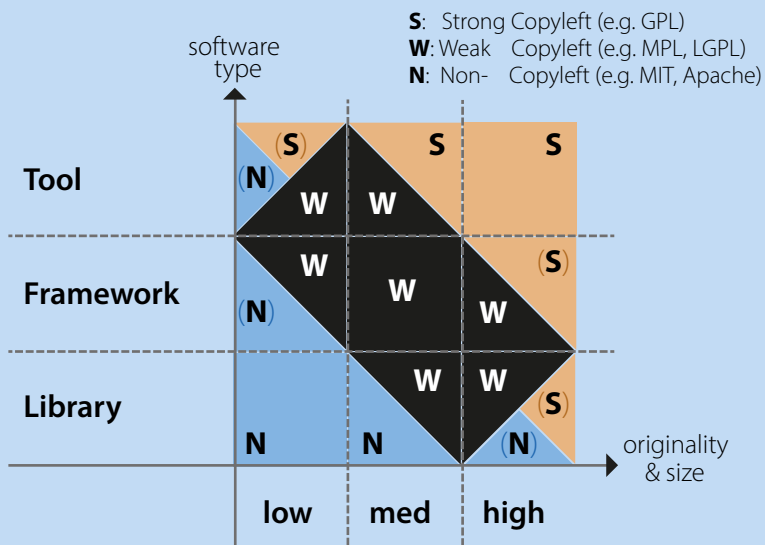 S: Strong Copyleft (e.g. GPL)
W: Weak Copyleft (e.g. MPL, LGPL)
N: Non- Copyleft (e.g. MIT, Apache)
software
type
(S) S S
Tool (N)
W W
W (S)
Framework W
(N) W
W W
Library (S)
N N (N)
originality
& size
low med high